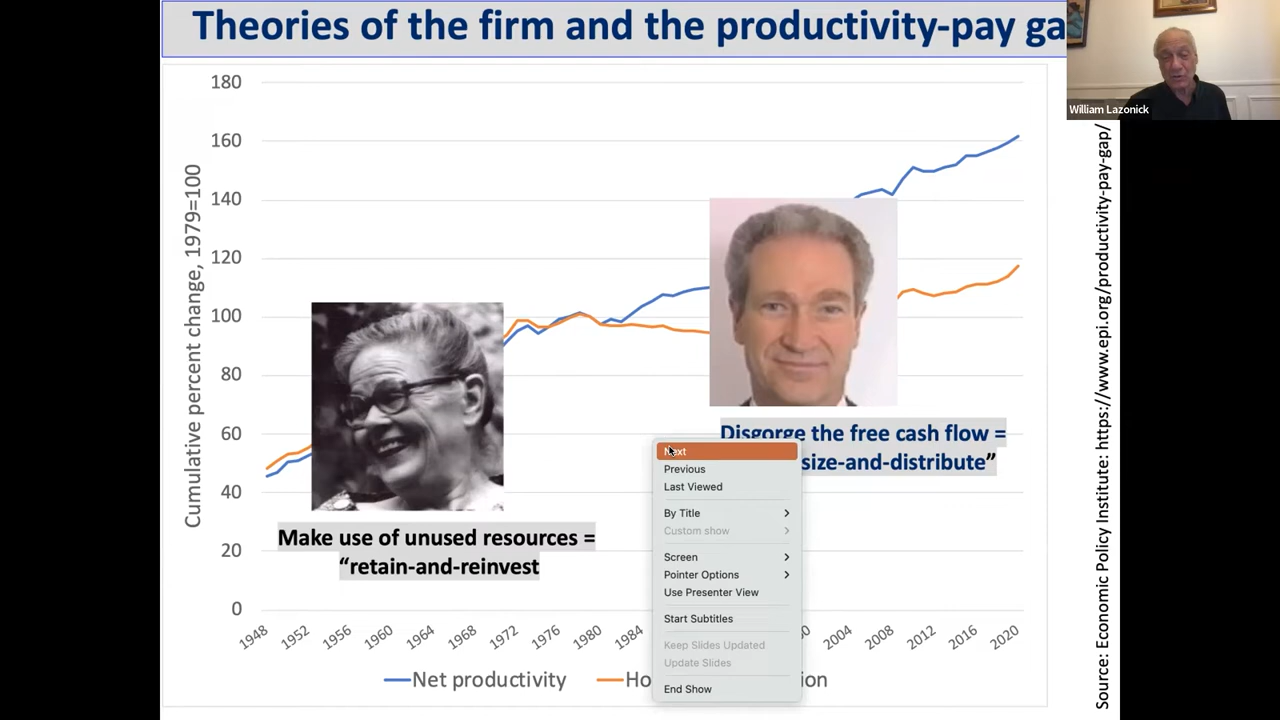 Theories of the firm and the productivity-pay ga
William Lazonick
180
160
140
120
100
80
60
40
20
0
Cumulative percent change, 1979=100
Make use of unused resources =
“retain-and-reinvest
Disgorge the free cash flow =
size-and-distribute”
Next
Previous
Last Viewed
By Title
Custom show
Screen
Pointer Options
Use Presenter View
Start Subtitles
Keep Slides Updated
Update Slides
End Show
1948 1952 1956 1960 1964 1968 1972 1976 1980 1984 2004 2008 2012 2016 2020
Net productivity
Source: Economic Policy Institute: https://www.epi.org/productivity-pay-gap/